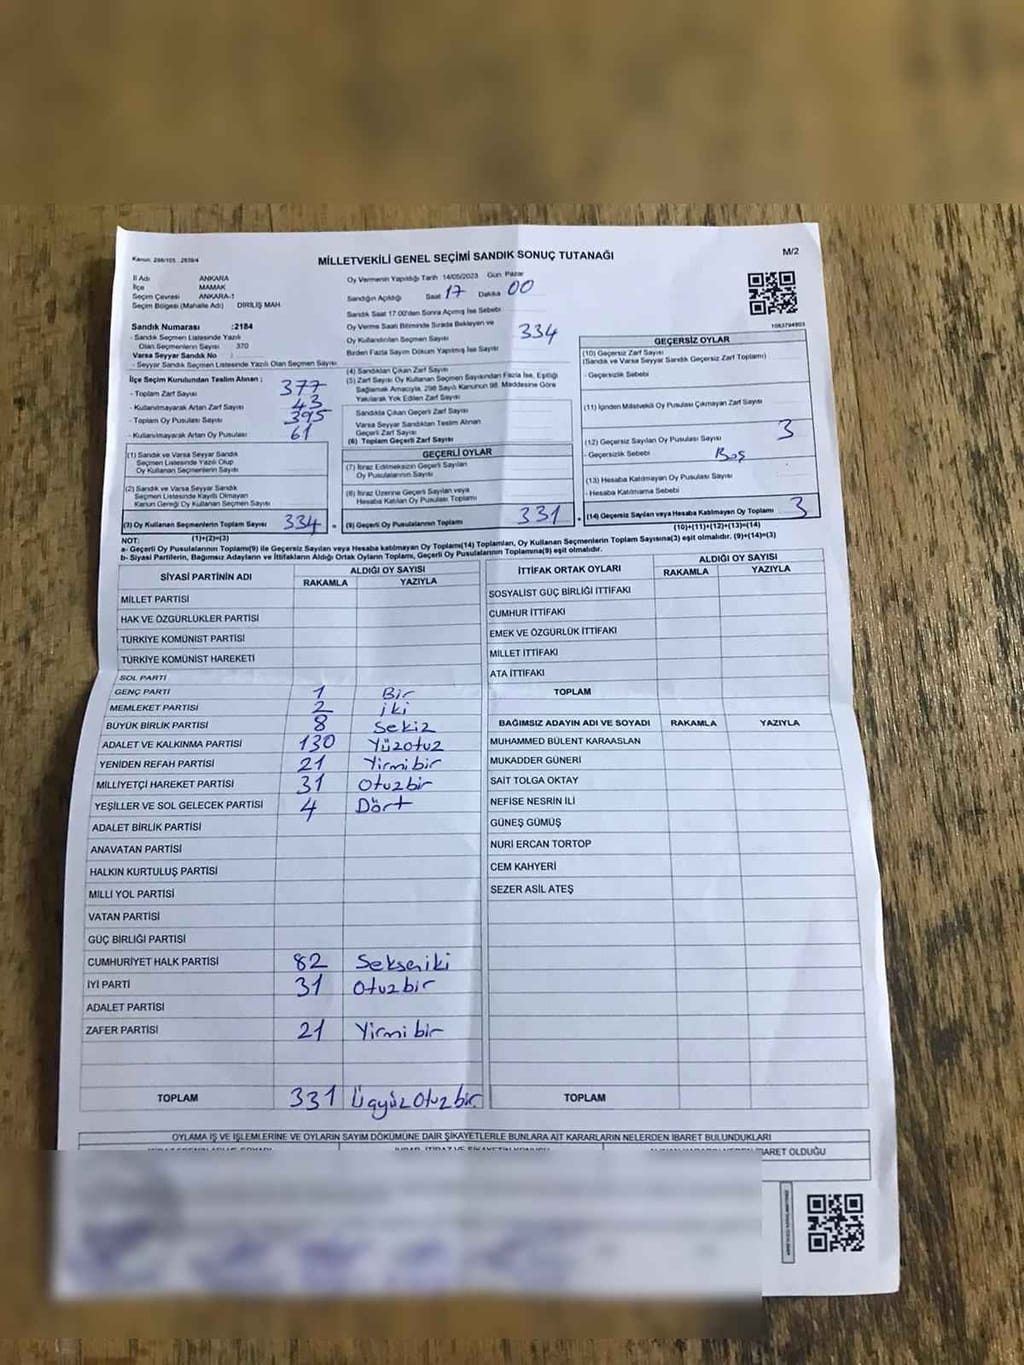 Kanun: 298/105 , 2839/4
MİLLETVEKİLİ GENEL SEÇİMİ SANDIK SONUÇ TUTANAĞI
M/2
İl Adı ANKARA
İlçe MAMAK
Seçim Çevresi ANKARA-1
Seçim Bölgesi (Mahalle Adı) DİRİLİŞ MAH.
Sandık Numarası :2184
- Sandık Seçmen Listesinde Yazılı
Olan Seçmenlerin Sayısı 370
Varsa Seyyar Sandık No :
- Seyyar Sandık Seçmen Listesinde Yazılı Olan Seçmen Sayısı
Oy Vermenin Yapıldığı Tarih 14/05/2023 Gün Pazar
Sandığın Açıldığı Saat 17 Dakika 00
Sandık Saat 17.00'den Sonra Açılmış İse Sebebi
Oy Verme Saati Bitiminde Sırada Bekleyen ve
Oy Kullandırılan Seçmen Sayısı 334
Birden Fazla Sayım Döküm Yapılmış İse Sayısı
İlçe Seçim Kurulundan Teslim Alınan ;
- Toplam Zarf Sayısı 377
- Kullanılmayarak Artan Zarf Sayısı 43
- Toplam Oy Pusulası Sayısı 395
- Kullanılmayarak Artan Oy Pusulası 61
(1) Sandık ve Varsa Seyyar Sandık
Seçmen Listesinde Yazılı Olup
Oy Kullanan Seçmenlerin Sayısı
(2) Sandık ve Varsa Seyyar Sandık
Seçmen Listesinde Kayıtlı Olmayan
Kanun Gereği Oy Kullanan Seçmen Sayısı
(3) Oy Kullanan Seçmenlerin Toplam Sayısı 334
(1)+(2)=(3)
(4) Sandıktan Çıkan Zarf Sayısı
(5) Zarf Sayısı Oy Kullanan Seçmen Sayısından Fazla İse, Eşitliği
Sağlamak Amacıyla, 298 Sayılı Kanunun 98. Maddesine Göre
Yakılarak Yok Edilen Zarf Sayısı
Sandıkta Çıkan Geçerli Zarf Sayısı
Varsa Seyyar Sandıktan Teslim Alınan
Geçerli Zarf Sayısı
(6) Toplam Geçerli Zarf Sayısı
GEÇERLİ OYLAR
(7) İtiraz Edilmeksizin Geçerli Sayılan
Oy Pusulalarının Sayısı
(8) İtiraz Üzerine Geçerli Sayılan veya
Hesaba Katılan Oy Pusulası Toplamı
(9) Geçerli Oy Pusulalarının Toplamı 331
1083794803
GEÇERSİZ OYLAR
(10) Geçersiz Zarf Sayısı
(Sandık ve Varsa Seyyar Sandık Geçersiz Zarf Toplamı)
- Geçersizlik Sebebi
(11) İçinden Milletvekili Oy Pusulası Çıkmayan Zarf Sayısı
(12) Geçersiz Sayılan Oy Pusulası Sayısı 3
- Geçersizlik Sebebi Boş
(13) Hesaba Katılmayan Oy Pusulası Sayısı
- Hesaba Katılmama Sebebi
(14) Geçersiz Sayılan veya Hesaba Katılmayan Oy Toplamı 3
(10)+(11)+(12)+(13)=(14)
NOT:
a- Geçerli Oy Pusulaları Toplamı(9) ile Geçersiz Sayılan veya Hesaba katılmayan Oy Toplamı(14) Toplamları, Oy Kullanan Seçmenlerin Toplam Sayısına(3) eşit olmalıdır. (9)+(14)=(3)
b- Siyasi Partilerin, Bağımsız Adayların ve İttifakların Aldığı Ortak Oyların Toplamı, Geçerli Oy Pusulalarının Toplamına(9) eşit olmalıdır.
SİYASİ PARTİNİN ADI ALDIĞI OY SAYISI
RAKAMLA YAZIYLA
MİLLET PARTİSİ
HAK VE ÖZGÜRLÜKLER PARTİSİ
TÜRKİYE KOMÜNİST PARTİSİ
TÜRKİYE KOMÜNİST HAREKETİ
SOL PARTİ
GENÇ PARTİ 1 Bir
MEMLEKET PARTİSİ 2 iki
BÜYÜK BİRLİK PARTİSİ 8 Sekiz
ADALET VE KALKINMA PARTİSİ 130 Yüzotuz
YENİDEN REFAH PARTİSİ 21 Yirmibir
MİLLİYETÇİ HAREKET PARTİSİ 31 Otuzbir
YEŞİLLER VE SOL GELECEK PARTİSİ 4 Dört
ADALET BİRLİK PARTİSİ
ANAVATAN PARTİSİ
HALKIN KURTULUŞ PARTİSİ
MİLLİ YOL PARTİSİ
VATAN PARTİSİ
GÜÇ BİRLİĞİ PARTİSİ
CUMHURİYET HALK PARTİSİ 82 Sekseniki
İYİ PARTİ 31 Otuzbir
ADALET PARTİSİ
ZAFER PARTİSİ 21 Yirmibir
TOPLAM 331 Üçyüzotuzbir
İTTİFAK ORTAK OYLARI ALDIĞI OY SAYISI
RAKAMLA YAZIYLA
SOSYALİST GÜÇ BİRLİĞİ İTTİFAKI
CUMHUR İTTİFAKI
EMEK VE ÖZGÜRLÜK İTTİFAKI
MİLLET İTTİFAKI
ATA İTTİFAKI
TOPLAM
BAĞIMSIZ ADAYIN ADI VE SOYADI RAKAMLA YAZIYLA
MUHAMMED BÜLENT KARAASLAN
MUKADDER GÜNERİ
SAİT TOLGA OKTAY
NEFİSE NESRİN İLİ
GÜNEŞ GÜMÜŞ
NURİ ERCAN TORTOP
CEM KAHYERİ
SEZER ASİL ATEŞ
TOPLAM
OYLAMA İŞ VE İŞLEMLERİNE VE OYLARIN SAYIM DÖKÜMÜNE DAİR ŞİKAYETLERLE BUNLARA AİT KARARLARIN NELERDEN İBARET BULUNDUKLARI
İBARET OLDUĞU